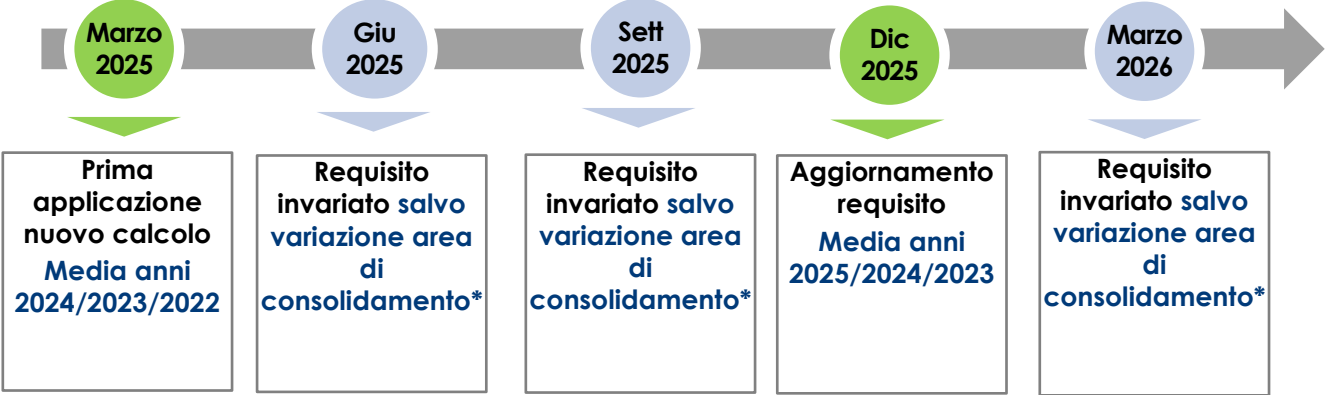 Marzo
2025
Giu
2025
Sett
2025
Dic
2025
Marzo
2026
Prima
applicazione
nuovo calcolo
Media anni
2024/2023/2022
Requisito
invariato salvo
variazione area
di
consolidamento*
Requisito
invariato salvo
variazione area
di
consolidamento*
Aggiornamento
requisito
Media anni
2025/2024/2023
Requisito
invariato salvo
variazione area
di
consolidamento*